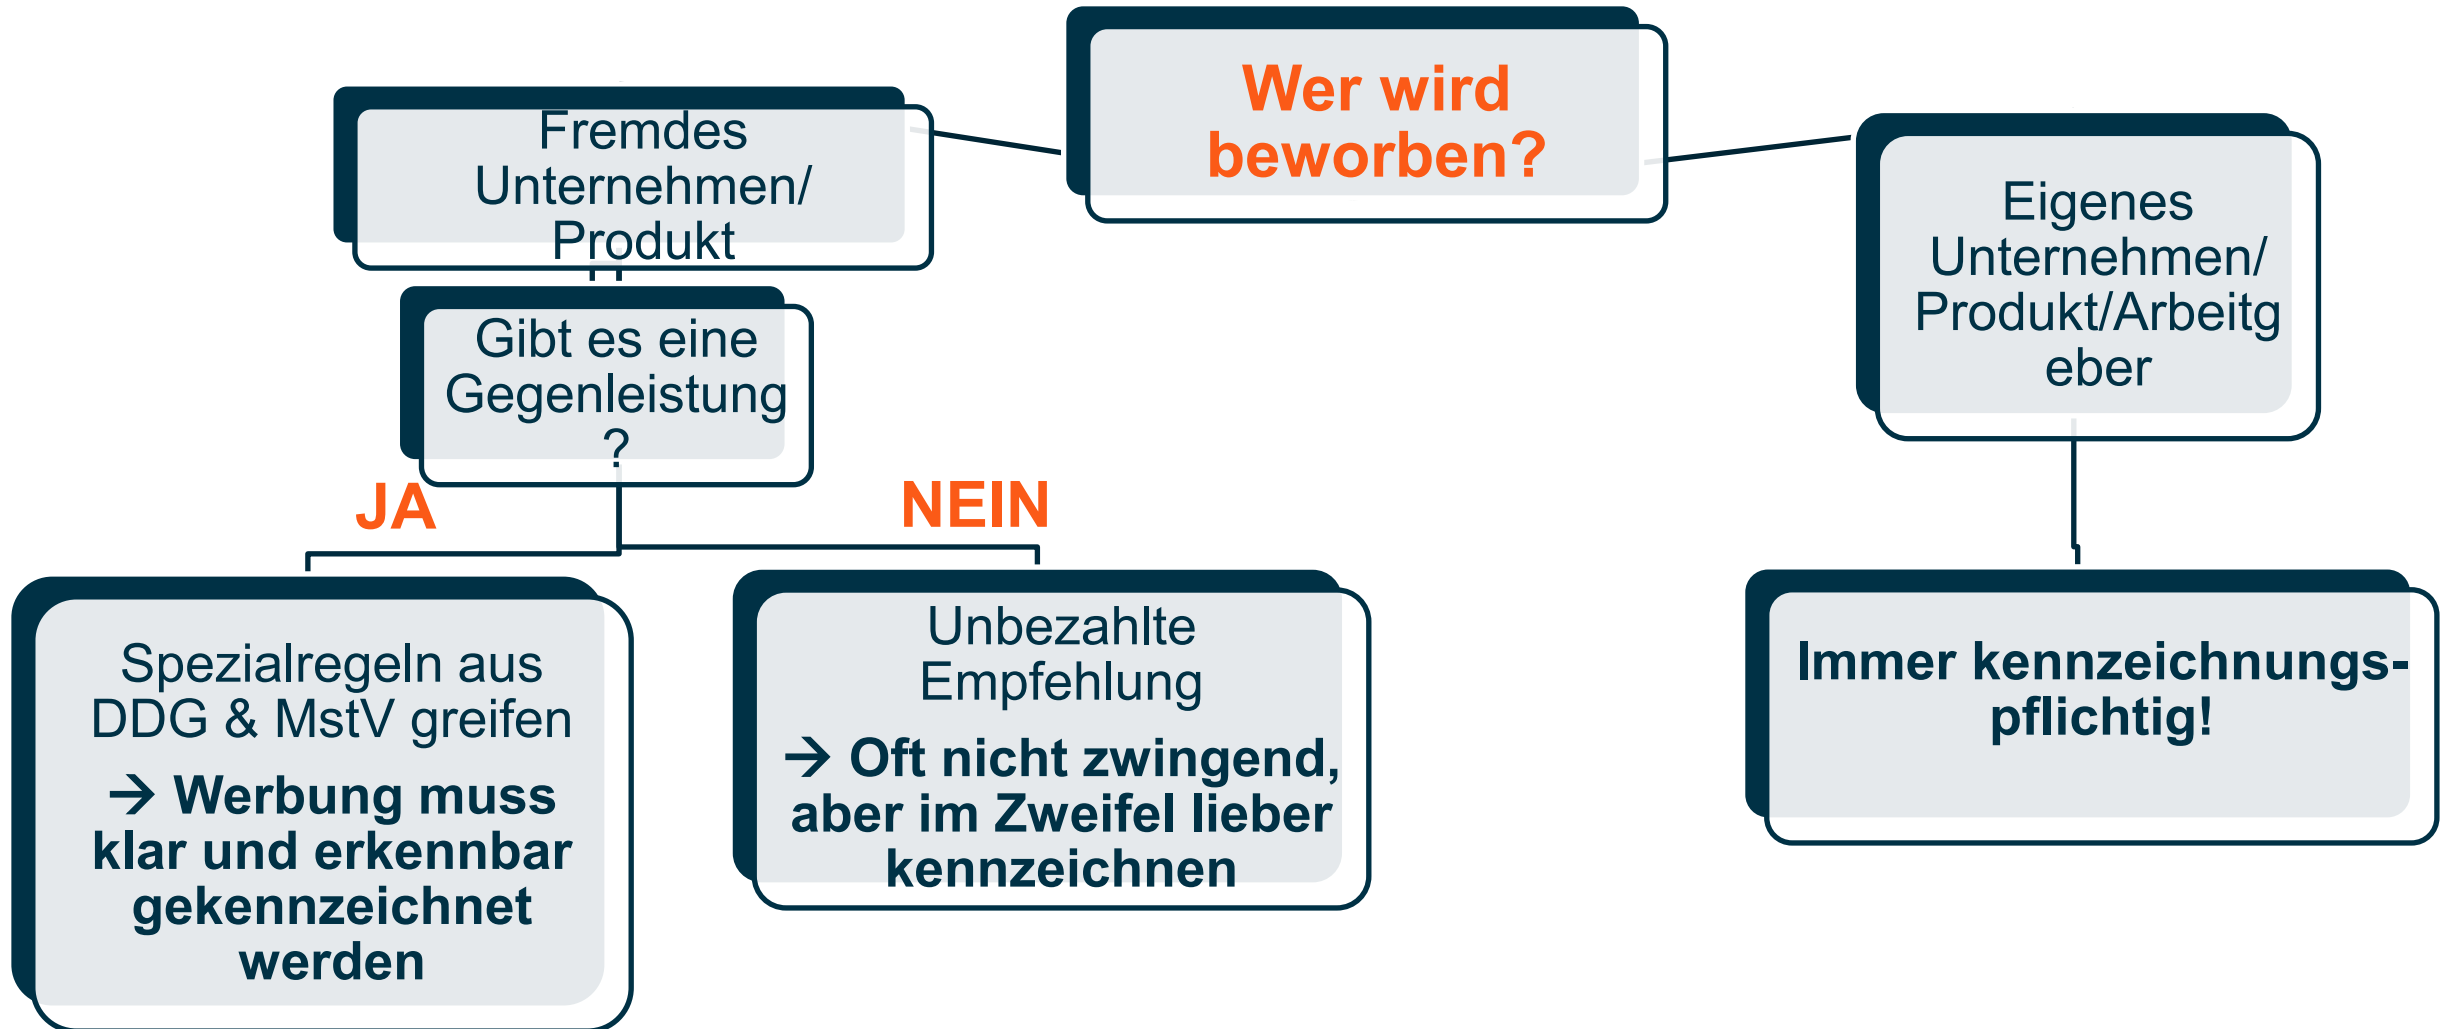 Wer wird
beworben?
Fremdes
Unternehmen/
Produkt
Gibt es eine
Gegenleistung
?
JA
NEIN
Spezialregeln aus
DDG & MstV greifen
→ Werbung muss
klar und erkennbar
gekennzeichnet
werden
Unbezahlte
Empfehlung
→ Oft nicht zwingend,
aber im Zweifel lieber
kennzeichnen
Eigenes
Unternehmen/
Produkt/Arbeitg
eber
Immer kennzeichnungs-
pflichtig!